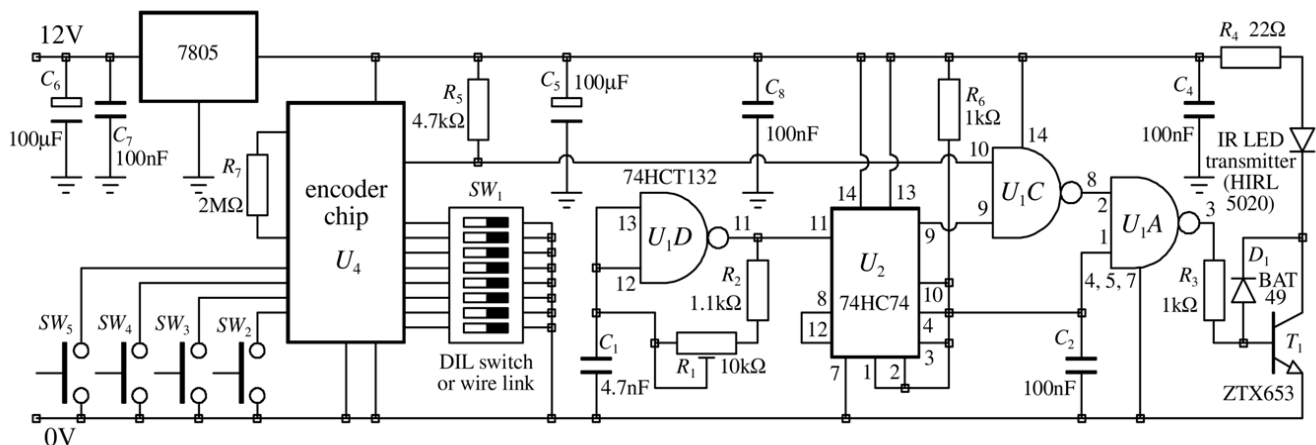 12V
7805
C6
100µF
C7
100nF
R7
2MΩ
encoder
chip
U4
R5
4.7kΩ
SW1
DIL switch
or wire link
C5
100µF
74HCT132
13
12
U1D
11
R2
1.1kΩ
R1
10kΩ
C1
4.7nF
C8
100nF
14
13
11
9
U2
10
8
74HC74
12
4
3
7
1
2
R6
1kΩ
10
14
9
U1C
8
2
U1A
1
3
4, 5, 7
C2
100nF
C4
100nF
R4 22Ω
IR LED
transmitter
(HIRL
5020)
R3
1kΩ
D1
BAT
49
T1
ZTX653
SW5
SW4
SW3
SW2
0V